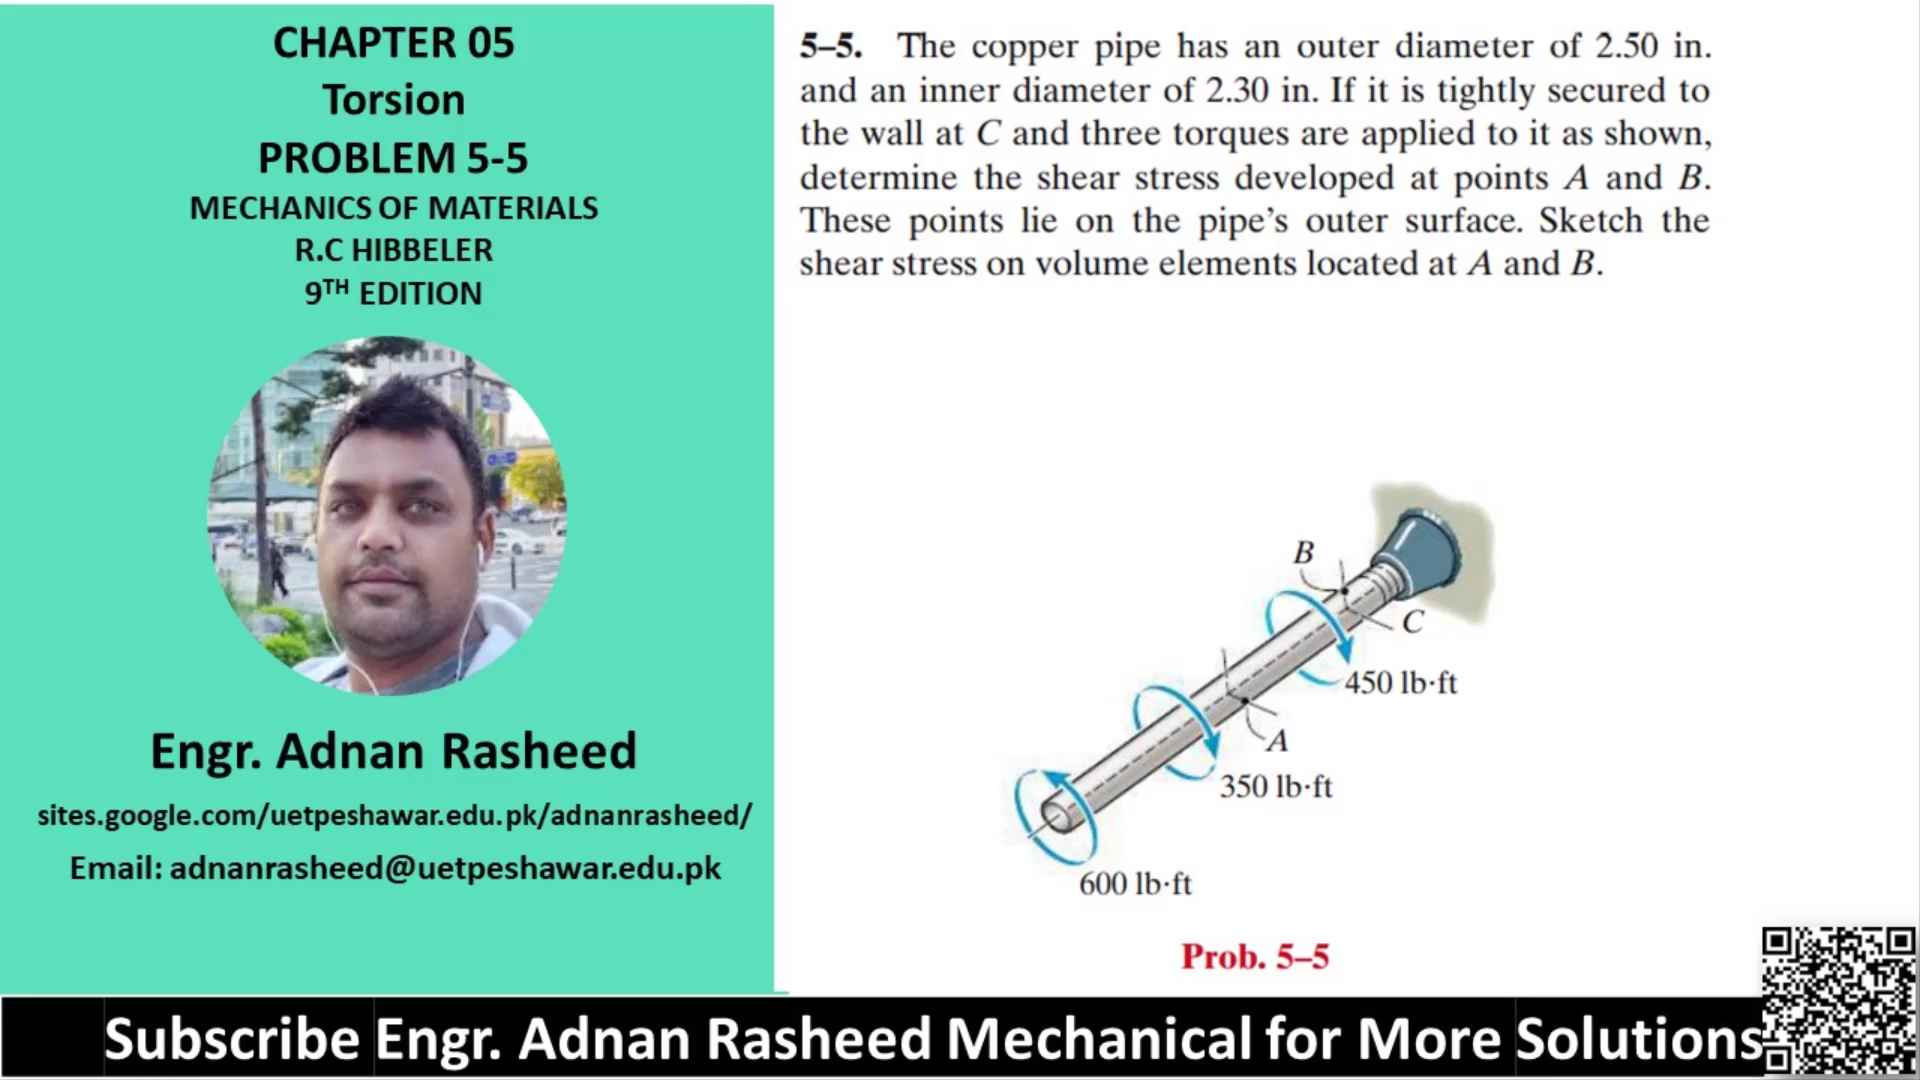 CHAPTER 05
Torsion
PROBLEM 5-5
MECHANICS OF MATERIALS
R.C HIBBELER
9TH EDITION
Engr. Adnan Rasheed
sites.google.com/uetpeshawar.edu.pk/adnanrasheed/
Email: adnanrasheed@uetpeshawar.edu.pk
5–5. The copper pipe has an outer diameter of 2.50 in.
and an inner diameter of 2.30 in. If it is tightly secured to
the wall at C and three torques are applied to it as shown,
determine the shear stress developed at points A and B.
These points lie on the pipe's outer surface. Sketch the
shear stress on volume elements located at A and B.
B
C
450 lb·ft
A
350 lb·ft
600 lb·ft
Prob. 5–5
Subscribe Engr. Adnan Rasheed Mechanical for More Solutions